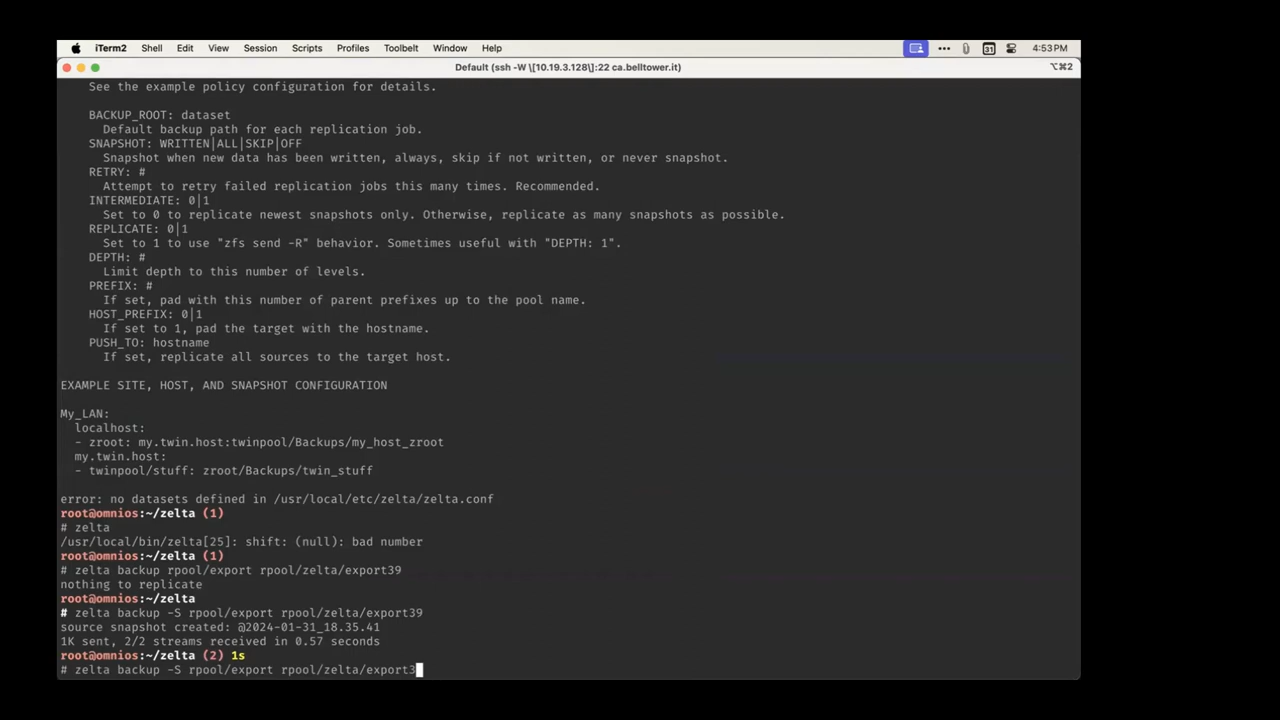 iTerm2 Shell Edit View Session Scripts Profiles Toolbelt Window Help 31 4:53 PM
Default (ssh -W \[10.19.3.128\]:22 ca.belltower.it) ⌥⌘2
See the example policy configuration for details.
BACKUP_ROOT: dataset
Default backup path for each replication job.
SNAPSHOT: WRITTEN|ALL|SKIP|OFF
Snapshot when new data has been written, always, skip if not written, or never snapshot.
RETRY: #
Attempt to retry failed replication jobs this many times. Recommended.
INTERMEDIATE: 0|1
Set to 0 to replicate newest snapshots only. Otherwise, replicate as many snapshots as possible.
REPLICATE: 0|1
Set to 1 to use "zfs send -R" behavior. Sometimes useful with "DEPTH: 1".
DEPTH: #
Limit depth to this number of levels.
PREFIX: #
If set, pad with this number of parent prefixes up to the pool name.
HOST_PREFIX: 0|1
If set to 1, pad the target with the hostname.
PUSH_TO: hostname
If set, replicate all sources to the target host.
EXAMPLE SITE, HOST, AND SNAPSHOT CONFIGURATION
My_LAN:
localhost:
- zroot: my.twin.host:twinpool/Backups/my_host_zroot
my.twin.host:
- twinpool/stuff: zroot/Backups/twin_stuff
error: no datasets defined in /usr/local/etc/zelta/zelta.conf
root@omnios:~/zelta (1)
# zelta
/usr/local/bin/zelta[25]: shift: (null): bad number
root@omnios:~/zelta (1)
# zelta backup rpool/export rpool/zelta/export39
nothing to replicate
root@omnios:~/zelta
# zelta backup -S rpool/export rpool/zelta/export39
source snapshot created: @2024-01-31_18.35.41
1K sent, 2/2 streams received in 0.57 seconds
root@omnios:~/zelta (2) 1s
# zelta backup -S rpool/export rpool/zelta/export3